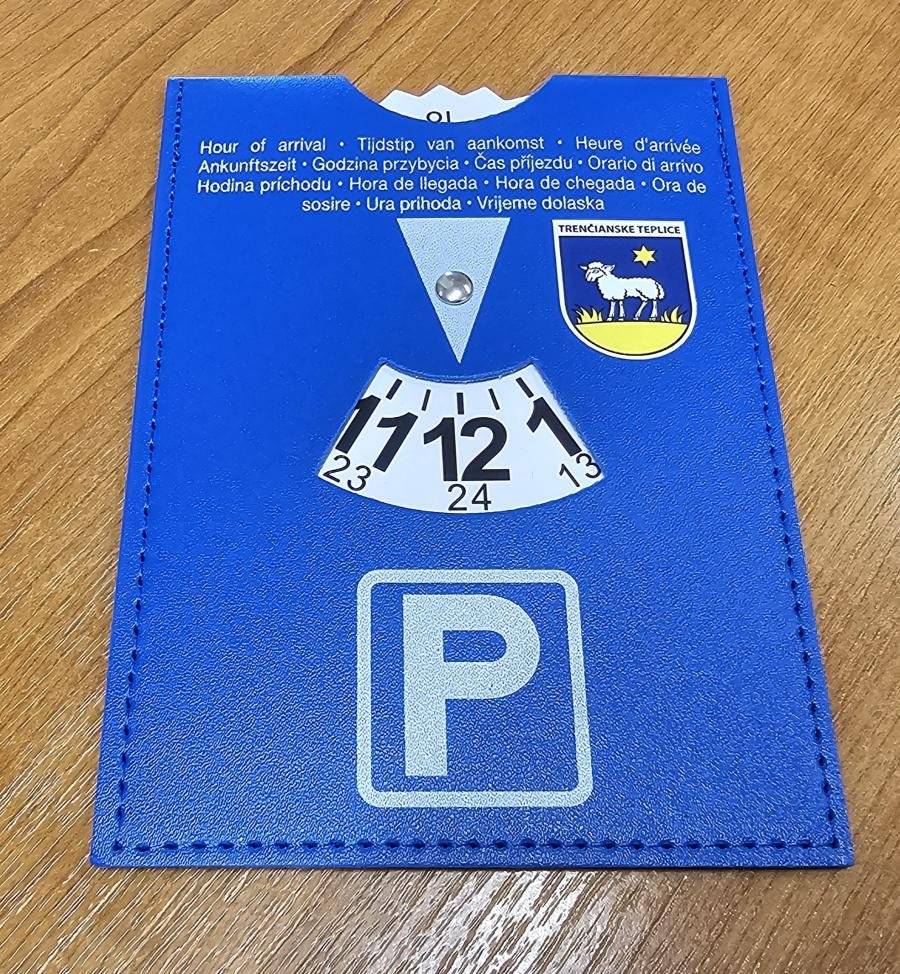 Hour of arrival • Tijdstip van aankomst • Heure d'arrivée
Ankunftszeit • Godzina przybycia • Čas příjezdu • Orario di arrivo
Hodina príchodu • Hora de llegada • Hora de chegada • Ora de
sosire • Ura prihoda • Vrijeme dolaska
TRENČIANSKE TEPLICE
11 12 1
23 24 13
P